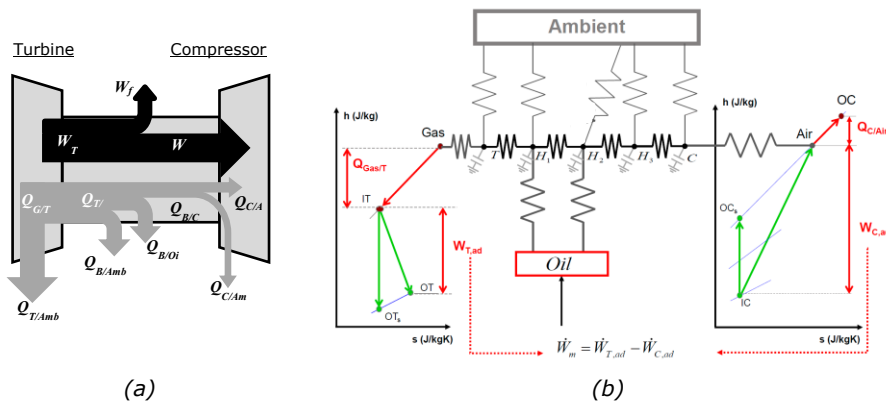 Turbine
Compressor
W_f
W_T
W
Q_G/T
Q_T/
Q_B/C
Q_C/A
Q_B/Oi
Q_B/Amb
Q_C/Am
Q_T/Amb
(a)
Ambient
h (J/kg)
Gas
T
H_1
H_2
H_3
C
Q_Gas/T
IT
W_T,ad
OT
OT_s
s (J/kgK)
Oil
Ẇ_m = Ẇ_T,ad − Ẇ_C,ad
h (J/kg)
OC
Air
Q_C/Air
OC_s
W_C,a
IC
s (J/kgK)
(b)